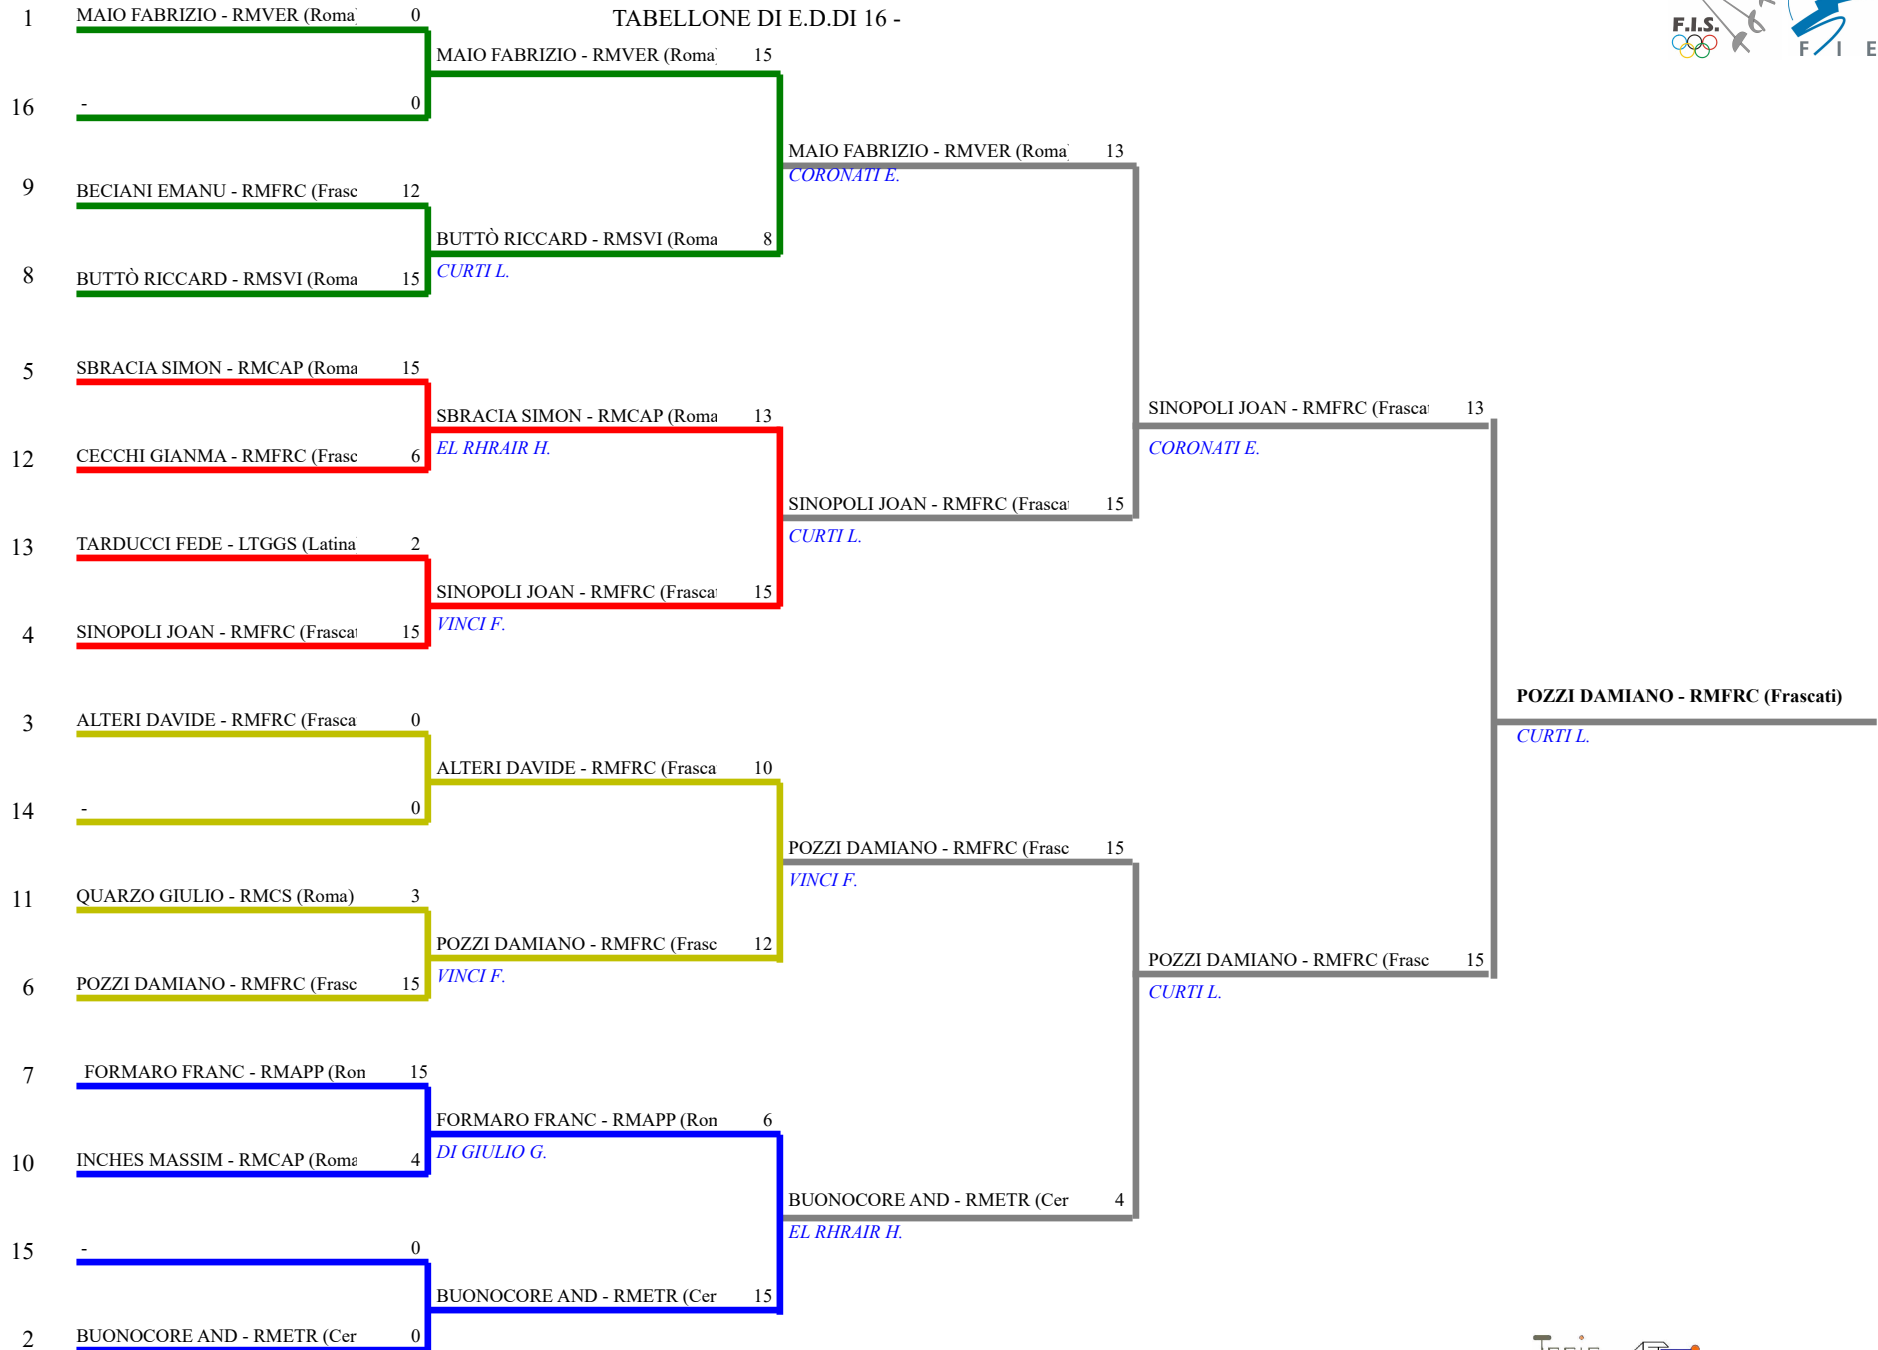 TABELLONE DI E.D.DI 16 -
F.I.S.
F I E
1 MAIO FABRIZIO - RMVER (Roma) 0
MAIO FABRIZIO - RMVER (Roma) 15
16 - 0
MAIO FABRIZIO - RMVER (Roma) 13
CORONATI E.
9 BECIANI EMANU - RMFRC (Frasc 12
BUTTÒ RICCARD - RMSVI (Roma 8
CURTI L.
8 BUTTÒ RICCARD - RMSVI (Roma 15
5 SBRACIA SIMON - RMCAP (Roma 15
SBRACIA SIMON - RMCAP (Roma 13
EL RHRAIR H.
SINOPOLI JOAN - RMFRC (Frascat 13
CORONATI E.
12 CECCHI GIANMA - RMFRC (Frasc 6
SINOPOLI JOAN - RMFRC (Frascat 15
CURTI L.
13 TARDUCCI FEDE - LTGGS (Latina 2
SINOPOLI JOAN - RMFRC (Frascat 15
VINCI F.
4 SINOPOLI JOAN - RMFRC (Frascat 15
POZZI DAMIANO - RMFRC (Frascati)
CURTI L.
3 ALTERI DAVIDE - RMFRC (Frasca 0
ALTERI DAVIDE - RMFRC (Frasca 10
14 - 0
POZZI DAMIANO - RMFRC (Frasc 15
VINCI F.
11 QUARZO GIULIO - RMCS (Roma) 3
POZZI DAMIANO - RMFRC (Frasc 12
VINCI F.
POZZI DAMIANO - RMFRC (Frasc 15
CURTI L.
6 POZZI DAMIANO - RMFRC (Frasc 15
7 FORMARO FRANC - RMAPP (Rom 15
FORMARO FRANC - RMAPP (Rom 6
DI GIULIO G.
10 INCHES MASSIM - RMCAP (Roma 4
BUONOCORE AND - RMETR (Cer 4
EL RHRAIR H.
15 - 0
BUONOCORE AND - RMETR (Cer 15
2 BUONOCORE AND - RMETR (Cer 0